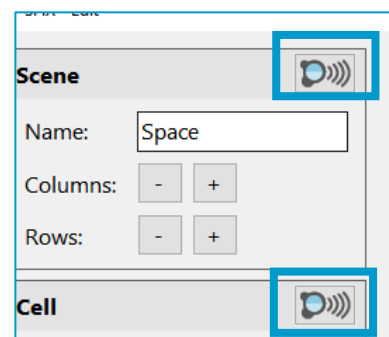 Scene
Name: Space
Columns: - +
Rows: - +
Cell